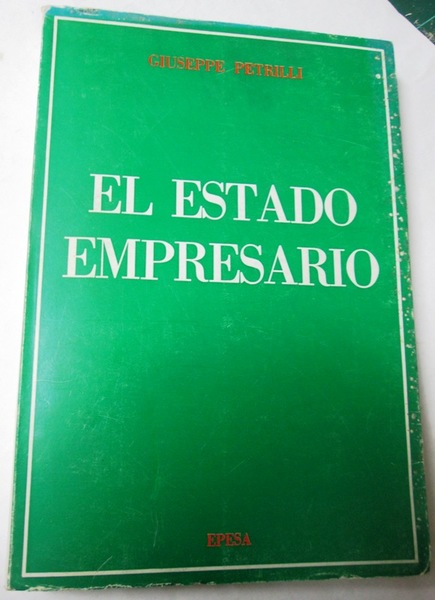 GIUSEPPE PETRILLI
EL ESTADO
EMPRESARIO
EPESA